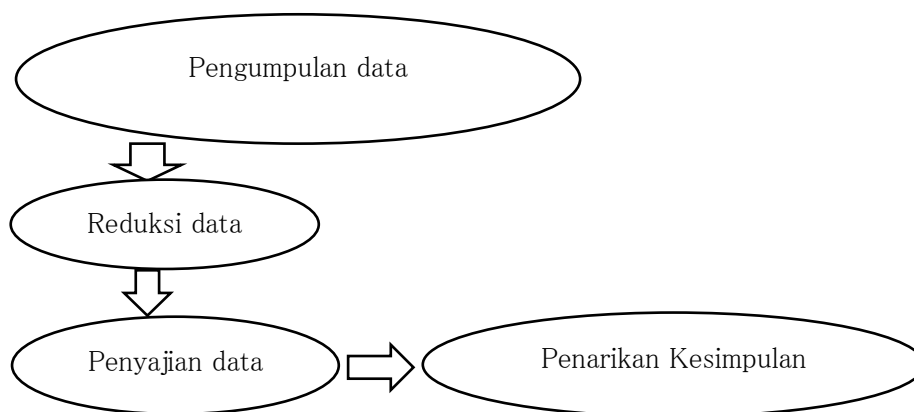 Pengumpulan data
Reduksi data
Penyajian data
Penarikan Kesimpulan